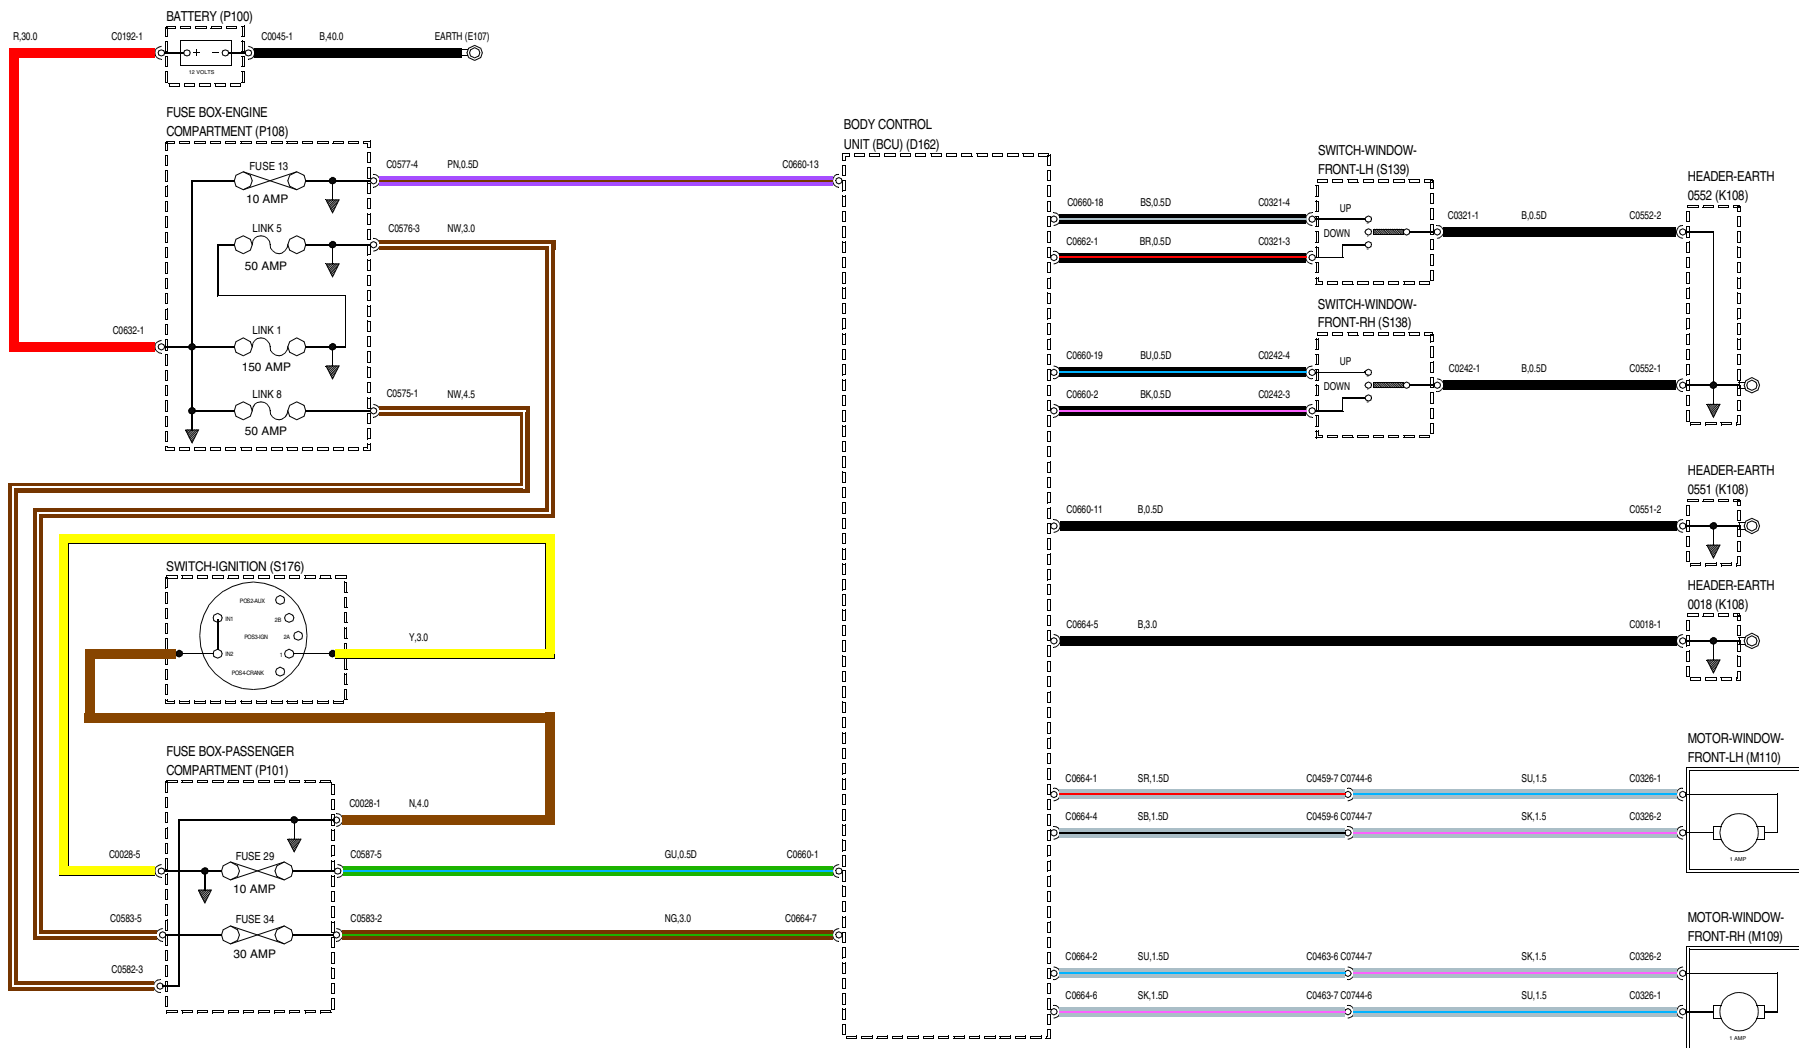 BATTERY (P100)
R,30.0
C0192-1
C0045-1
B,40.0
EARTH (E107)
+ −
12 VOLTS
FUSE BOX-ENGINE
COMPARTMENT (P108)
FUSE 13
10 AMP
C0577-4
PN,0.5D
C0660-13
LINK 5
50 AMP
C0576-3
NW,3.0
C0632-1
LINK 1
150 AMP
LINK 8
50 AMP
C0575-1
NW,4.5
SWITCH-IGNITION (S176)
POS2-AUX
IN1
2B
POS3-IGN
2A
IN2
1
POS4-CRANK
Y,3.0
FUSE BOX-PASSENGER
COMPARTMENT (P101)
C0028-1
N,4.0
C0028-5
FUSE 29
10 AMP
C0587-5
GU,0.5D
C0660-1
C0583-5
FUSE 34
30 AMP
C0583-2
NG,3.0
C0664-7
C0582-3
BODY CONTROL
UNIT (BCU) (D162)
SWITCH-WINDOW-
FRONT-LH (S139)
C0660-18
BS,0.5D
C0321-4
UP
DOWN
C0662-1
BR,0.5D
C0321-3
C0321-1
B,0.5D
C0552-2
HEADER-EARTH
0552 (K108)
SWITCH-WINDOW-
FRONT-RH (S138)
C0660-19
BU,0.5D
C0242-4
UP
DOWN
C0660-2
BK,0.5D
C0242-3
C0242-1
B,0.5D
C0552-1
HEADER-EARTH
0551 (K108)
C0660-11
B,0.5D
C0551-2
HEADER-EARTH
0018 (K108)
C0664-5
B,3.0
C0018-1
MOTOR-WINDOW-
FRONT-LH (M110)
C0664-1
SR,1.5D
C0459-7 C0744-6
SU,1.5
C0326-1
C0664-4
SB,1.5D
C0459-6 C0744-7
SK,1.5
C0326-2
1 AMP
MOTOR-WINDOW-
FRONT-RH (M109)
C0664-2
SU,1.5D
C0463-6 C0744-7
SK,1.5
C0326-2
C0664-6
SK,1.5D
C0463-7 C0744-6
SU,1.5
C0326-1
1 AMP